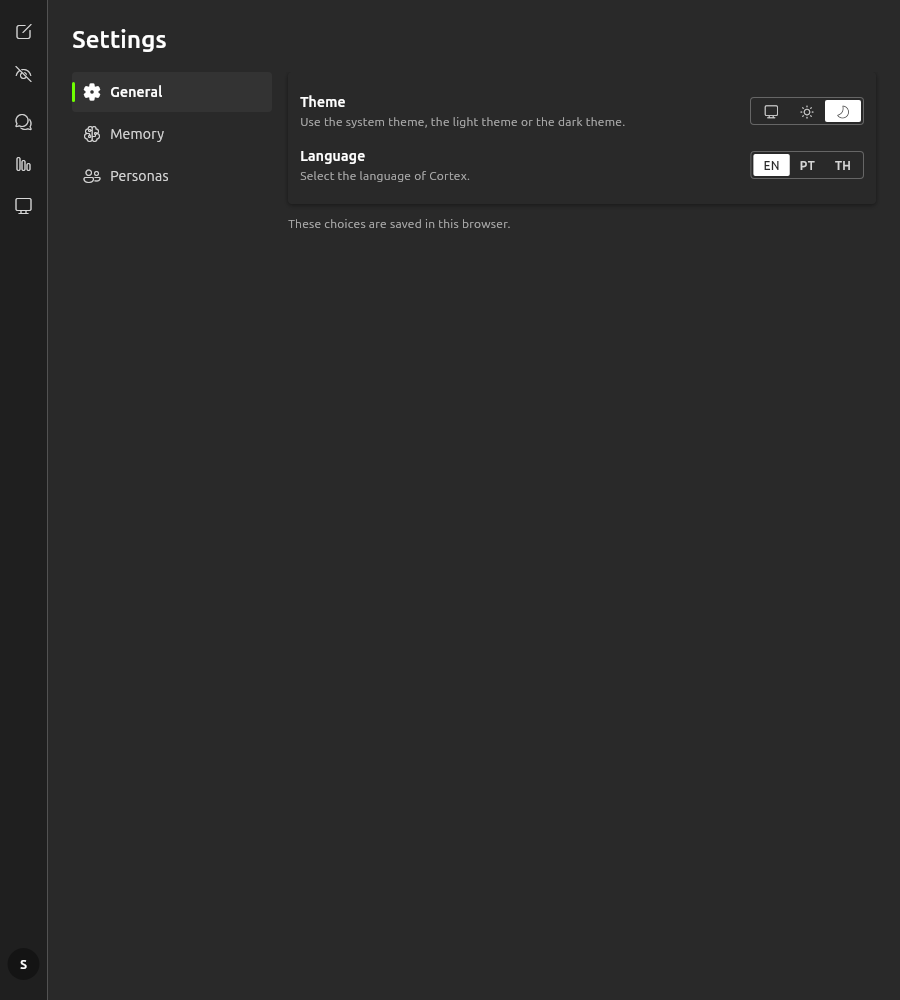 Settings
General
Memory
Personas
Theme
Use the system theme, the light theme or the dark theme.
Language
Select the language of Cortex.
EN PT TH
These choices are saved in this browser.
S